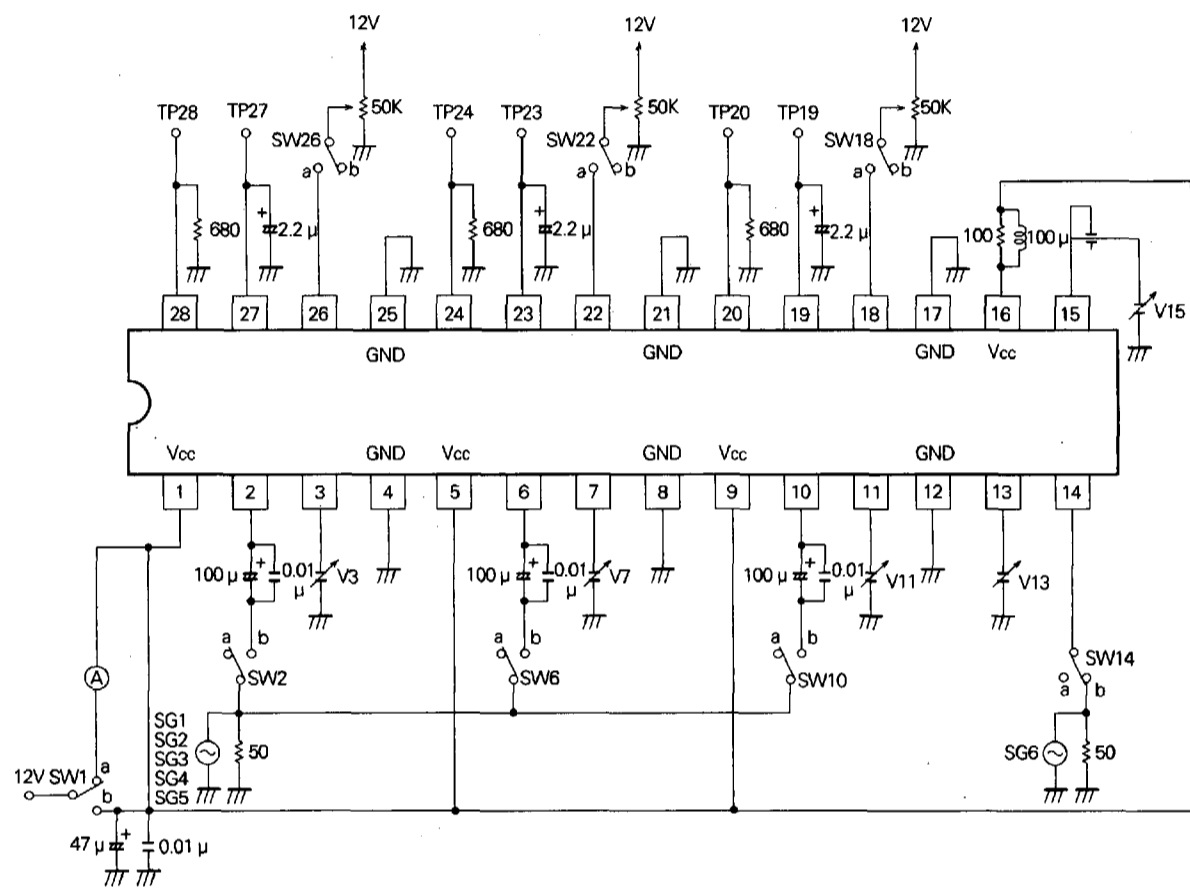 12V 12V 12V
TP28 TP27 50K TP24 TP23 50K TP20 TP19 50K
SW26 SW22 SW18
a b a b a b
680 + 2.2 μ 680 + 2.2 μ 680 + 2.2 μ 100 100 μ
28 27 26 25 24 23 22 21 20 19 18 17 16 15 V15
GND GND GND Vcc
Vcc GND Vcc GND Vcc GND
1 2 3 4 5 6 7 8 9 10 11 12 13 14
100 μ + 0.01 μ V3 100 μ + 0.01 μ V7 100 μ + 0.01 μ V11 V13
a b a b a b SW14
SW2 SW6 SW10 a b
A
SG1
SG2
SG3 50 SG6 50
SG4
SG5
12V SW1 a
b
47 μ + 0.01 μ